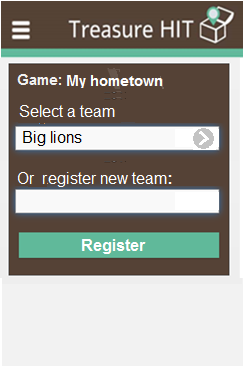 Treasure HIT
Game: My hometown
Select a team
Big lions
Or register new team:
Register